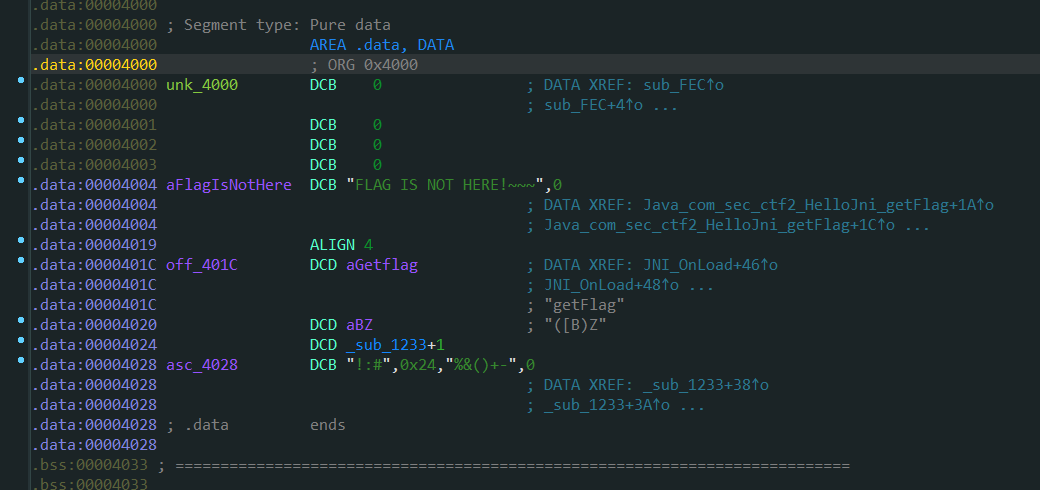 .data:00004000
.data:00004000 ; Segment type: Pure data
.data:00004000 AREA .data, DATA
.data:00004000 ; ORG 0x4000
.data:00004000 unk_4000 DCB 0 ; DATA XREF: sub_FEC↑o
.data:00004000 ; sub_FEC+4↑o ...
.data:00004001 DCB 0
.data:00004002 DCB 0
.data:00004003 DCB 0
.data:00004004 aFlagIsNotHere DCB "FLAG IS NOT HERE!~~~",0
.data:00004004 ; DATA XREF: Java_com_sec_ctf2_HelloJni_getFlag+1A↑o
.data:00004004 ; Java_com_sec_ctf2_HelloJni_getFlag+1C↑o ...
.data:00004019 ALIGN 4
.data:0000401C off_401C DCD aGetflag ; DATA XREF: JNI_OnLoad+46↑o
.data:0000401C ; JNI_OnLoad+48↑o ...
.data:0000401C ; "getFlag"
.data:00004020 DCD aBZ ; "([B)Z"
.data:00004024 DCD _sub_1233+1
.data:00004028 asc_4028 DCB "!:#",0x24,"%&()+-",0
.data:00004028 ; DATA XREF: _sub_1233+38↑o
.data:00004028 ; _sub_1233+3A↑o ...
.data:00004028 ; .data ends
.data:00004028
.bss:00004033 ; ===========================================================================
.bss:00004033